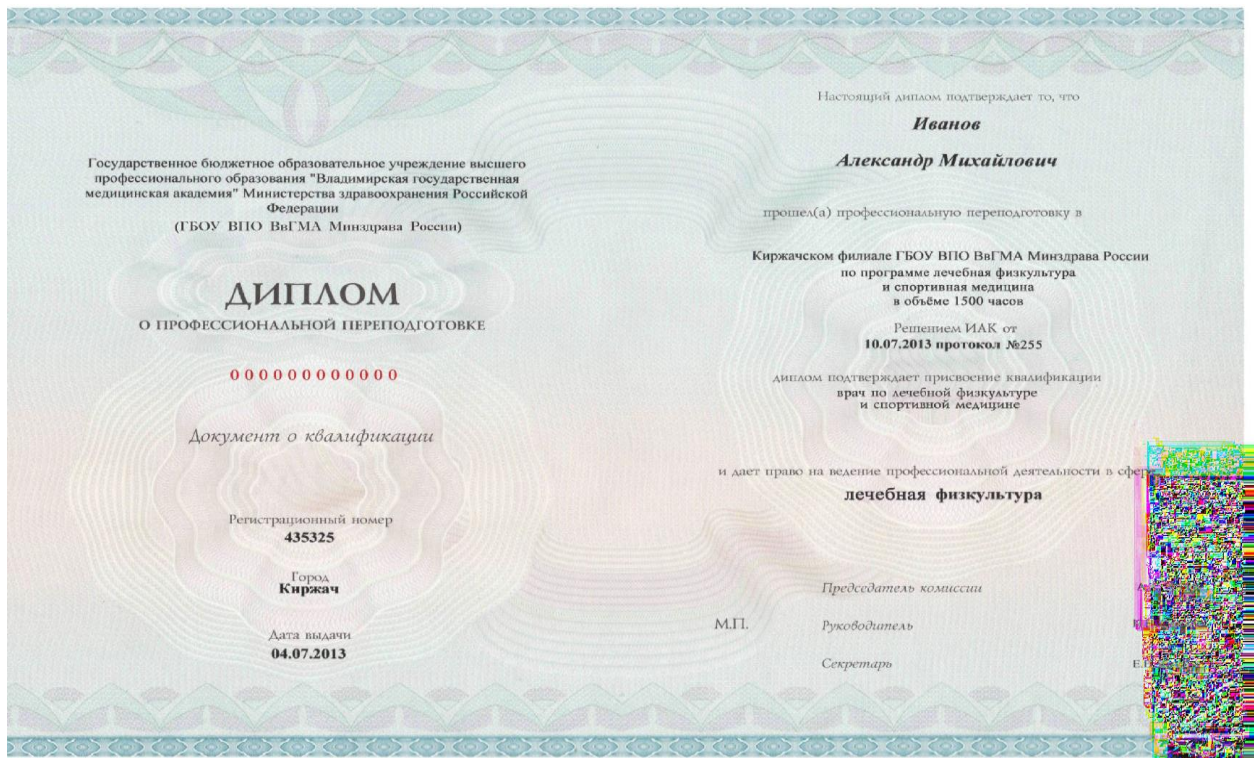 Государственное бюджетное образовательное учреждение высшего
профессионального образования "Владимирская государственная
медицинская академия" Министерства здравоохранения Российской
Федерации
(ГБОУ ВПО ВвГМА Минздрава России)
ДИПЛОМ
О ПРОФЕССИОНАЛЬНОЙ ПЕРЕПОДГОТОВКЕ
000000000000
Документ о квалификации
Регистрационный номер
435325
Город
Киржач
Дата выдачи
04.07.2013
Настоящий диплом подтверждает то, что
Иванов
Александр Михайлович
прошел(а) профессиональную переподготовку в
Киржачском филиале ГБОУ ВПО ВвГМА Минздрава России
по программе лечебная физкультура
и спортивная медицина
в объёме 1500 часов
Решением ИАК от
10.07.2013 протокол №255
диплом подтверждает присвоение квалификации
врач по лечебной физкультуре
и спортивной медицине
и дает право на ведение профессиональной деятельности в
лечебная физкультура
Председатель комиссии
М.П. Руководитель
Секретарь